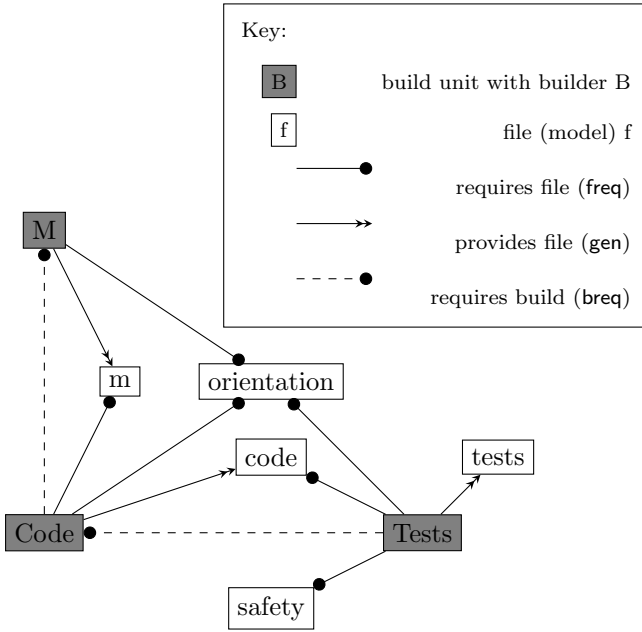 Key:
B build unit with builder B
f file (model) f
requires file (freq)
provides file (gen)
requires build (breq)
M
m
orientation
code
tests
Code
Tests
safety